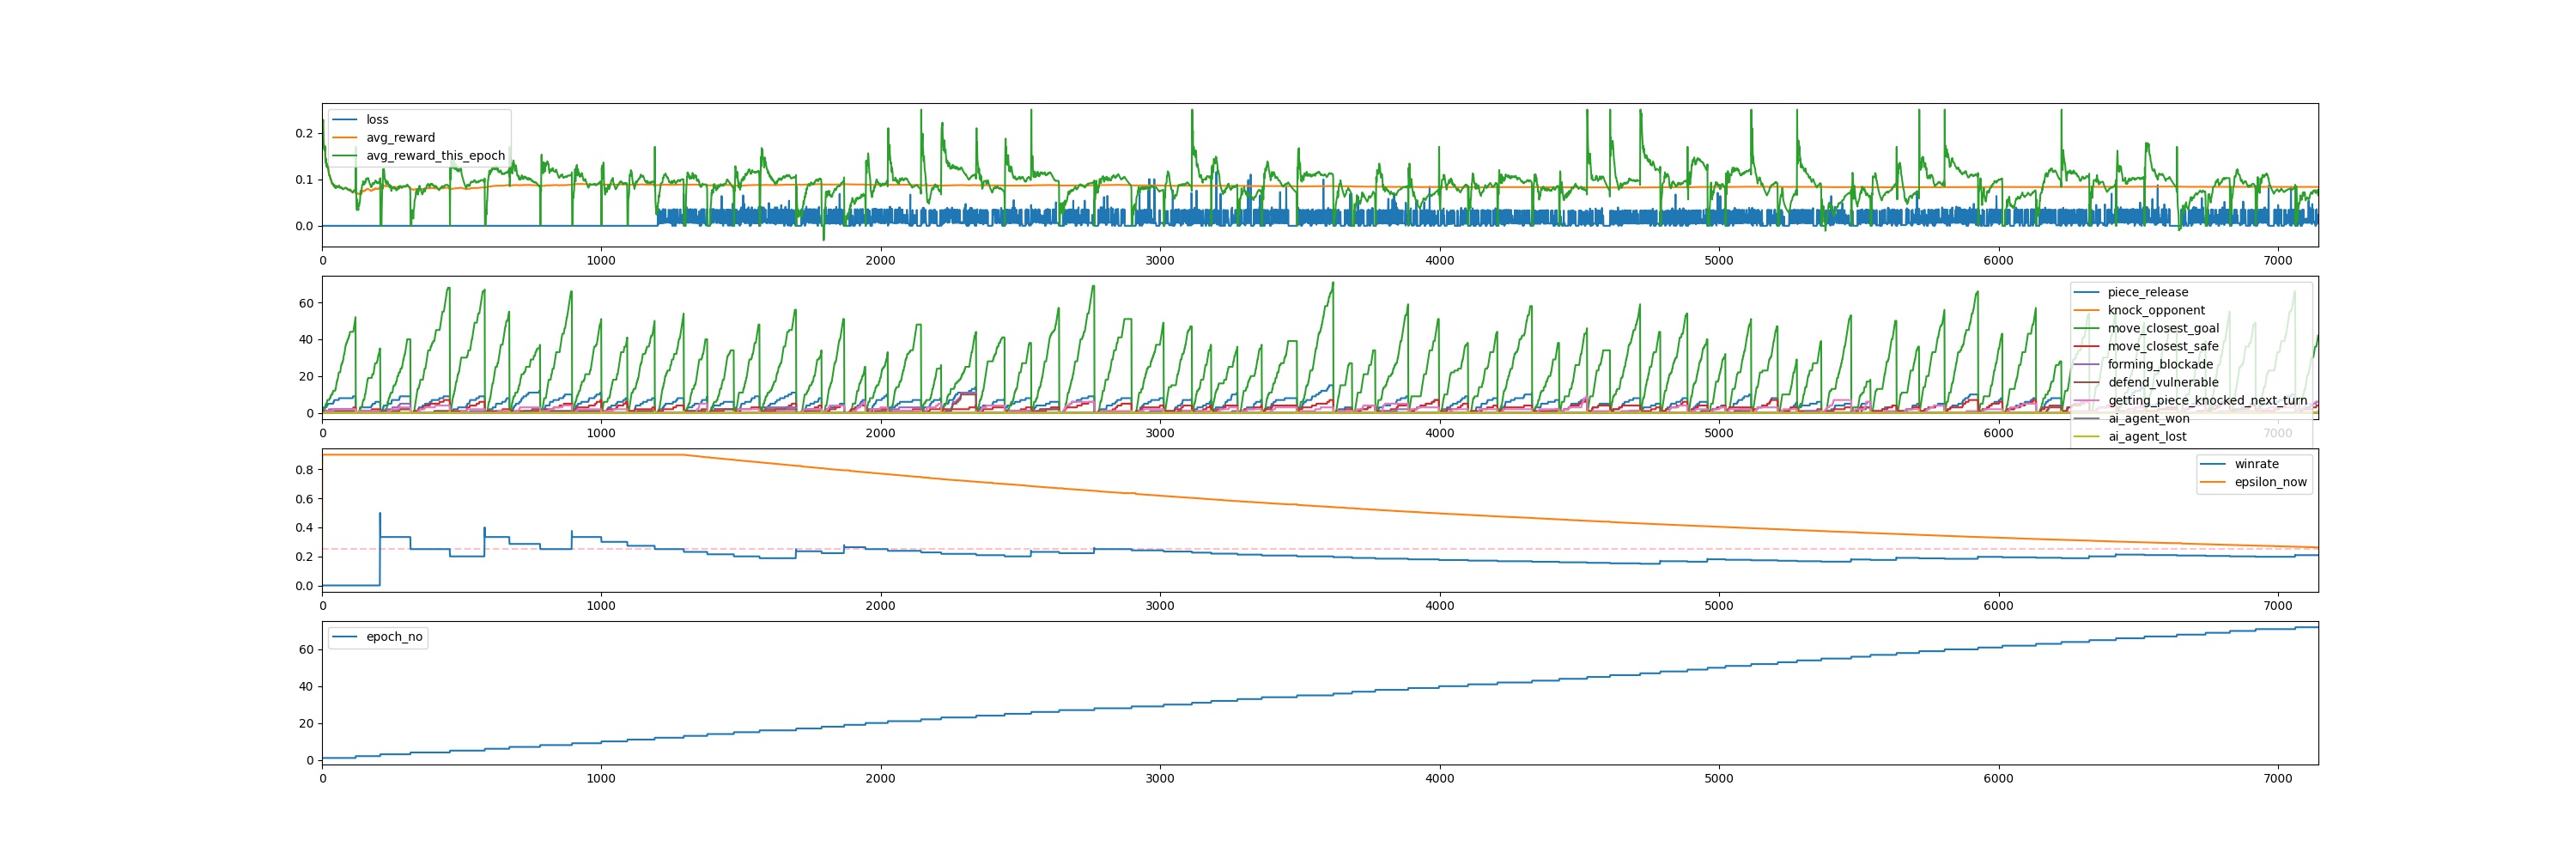 loss
avg_reward
avg_reward_this_epoch
0.2
0.1
0.0
0 1000 2000 3000 4000 5000 6000 7000
piece_release
knock_opponent
move_closest_goal
move_closest_safe
forming_blockade
defend_vulnerable
getting_piece_knocked_next_turn
ai_agent_won
ai_agent_lost
60
40
20
0
0 1000 2000 3000 4000 5000 6000 7000
winrate
epsilon_now
0.8
0.6
0.4
0.2
0.0
0 1000 2000 3000 4000 5000 6000 7000
epoch_no
60
40
20
0
0 1000 2000 3000 4000 5000 6000 7000